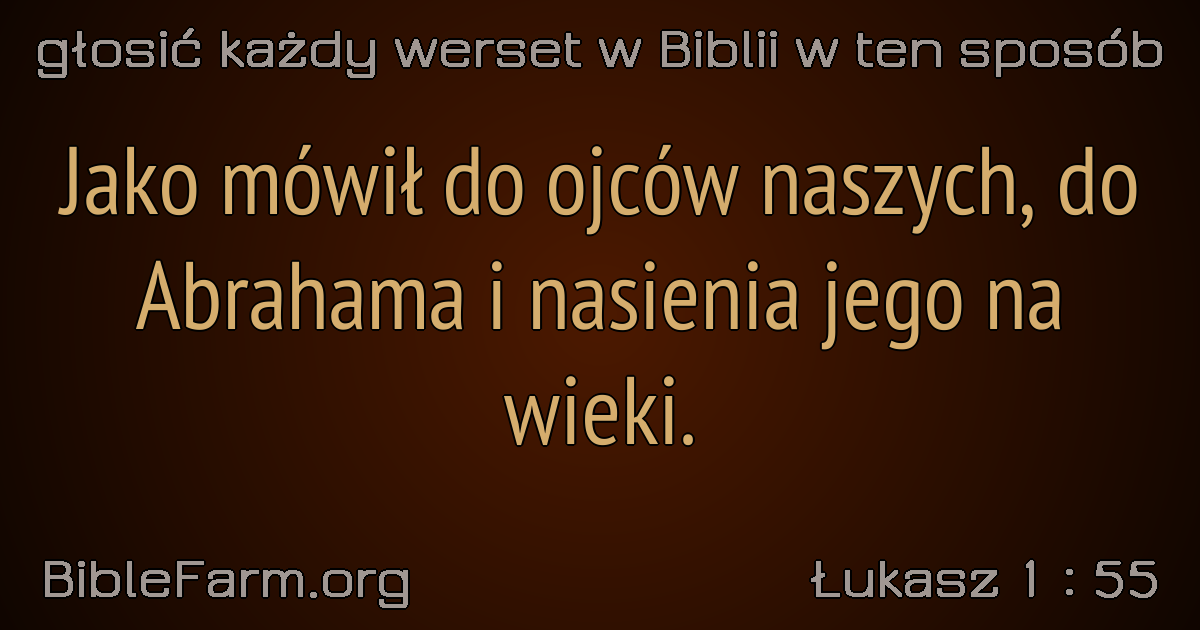 głosić każdy werset w Biblii w ten sposób
Jako mówił do ojców naszych, do
Abrahama i nasienia jego na
wieki.
BibleFarm.org
Łukasz 1 : 55